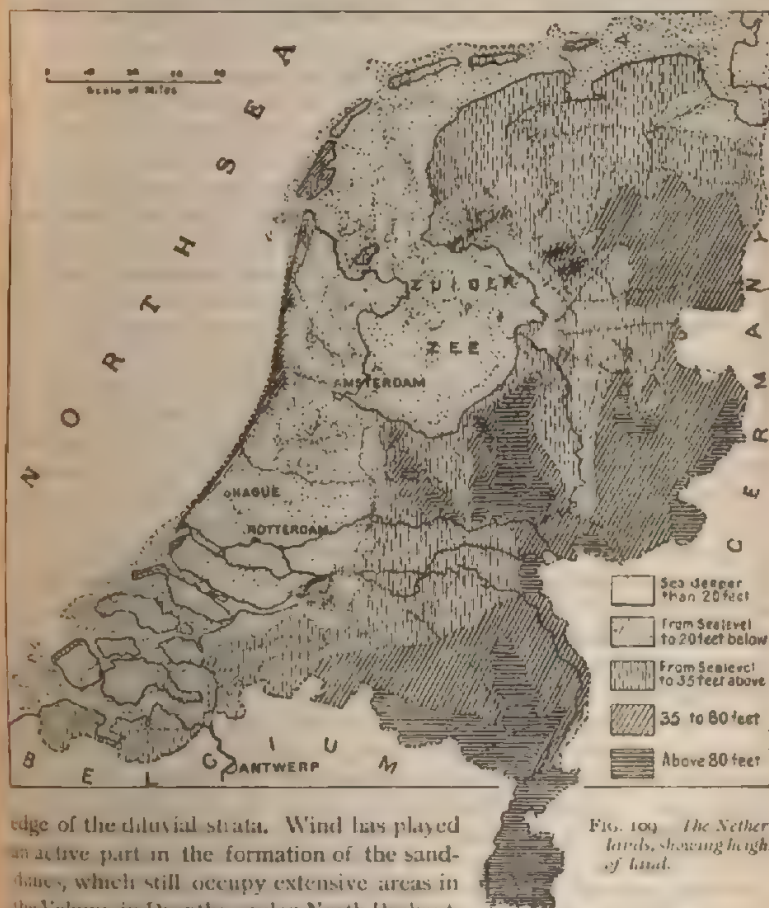 NORTH SEA
Scale of Miles
ZUIDER
ZEE
AMSTERDAM
HAGUE
ROTTERDAM
GERMANY
BELGIUM
ANTWERP
Sea deeper
than 20 feet
From Sealevel
to 20 feet below
From Sealevel
to 35 feet above
35 to 80 feet
Above 80 feet
FIG. 109 The Nether-
lands, showing height
of land.
edge of the diluvial strata. Wind has played
an active part in the formation of the sand-
dunes, which still occupy extensive areas in